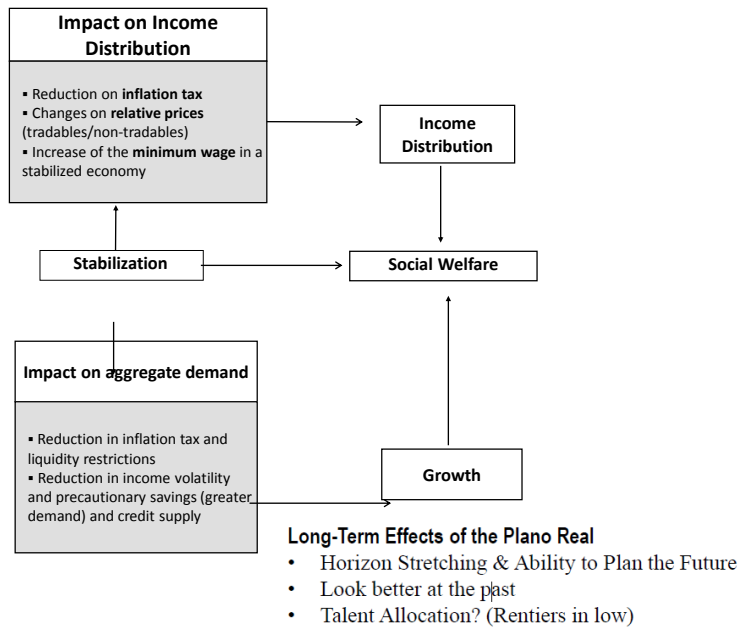 Impact on Income
Distribution
▪ Reduction on inflation tax
▪ Changes on relative prices
(tradables/non-tradables)
▪ Increase of the minimum wage in a
stabilized economy
Income
Distribution
Stabilization
Social Welfare
Impact on aggregate demand
▪ Reduction in inflation tax and
liquidity restrictions
▪ Reduction in income volatility
and precautionary savings (greater
demand) and credit supply
Growth
Long-Term Effects of the Plano Real
• Horizon Stretching & Ability to Plan the Future
• Look better at the past
• Talent Allocation? (Rentiers in low)